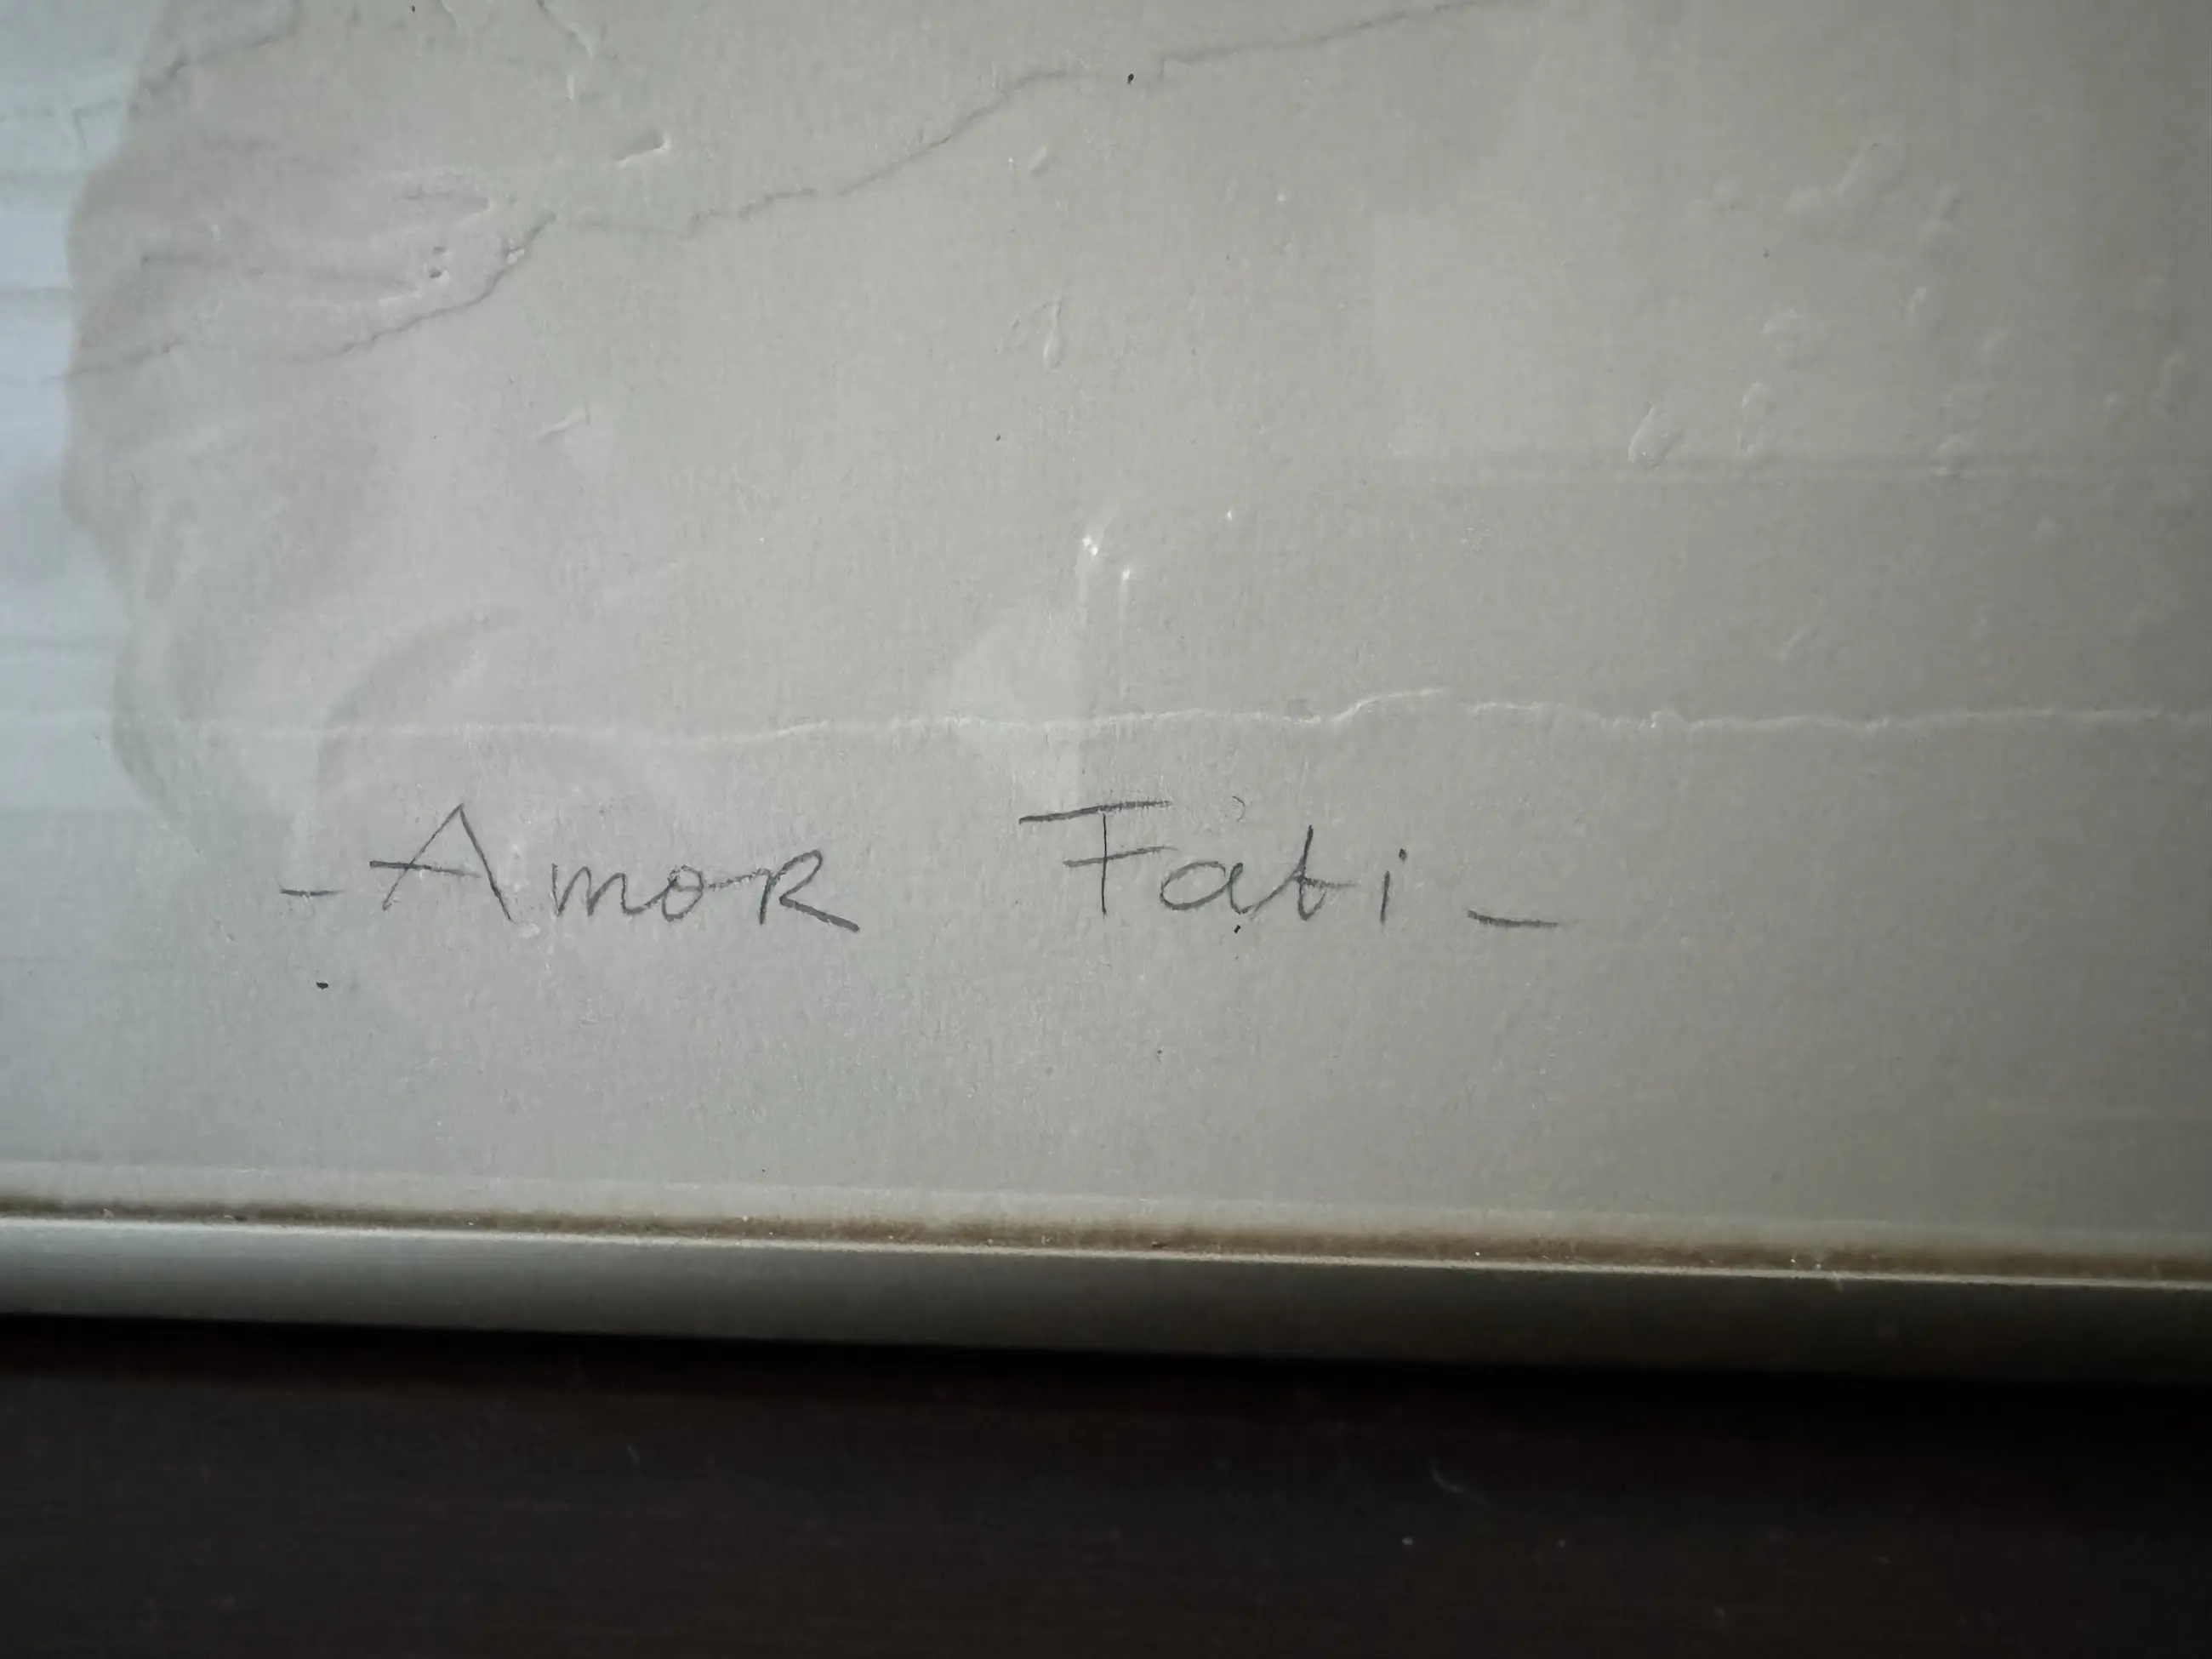 - Amor Fati -